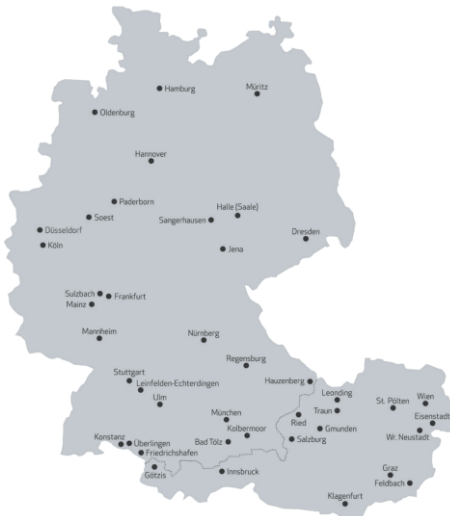 Hamburg
Müritz
Oldenburg
Hannover
Paderborn
Halle (Saale)
Soest
Sangerhausen
Düsseldorf
Dresden
Köln
Jena
Sulzbach
Frankfurt
Mainz
Mannheim
Nürnberg
Regensburg
Stuttgart
Hauzenberg
Leinfelden-Echterdingen
Leonding
Ulm
St. Pölten
Wien
München
Traun
Eisenstadt
Kolbermoor
Ried
Gmunden
Konstanz
Überlingen
Bad Tölz
Salzburg
Wr. Neustadt
Friedrichshafen
Götzis
Innsbruck
Graz
Feldbach
Klagenfurt